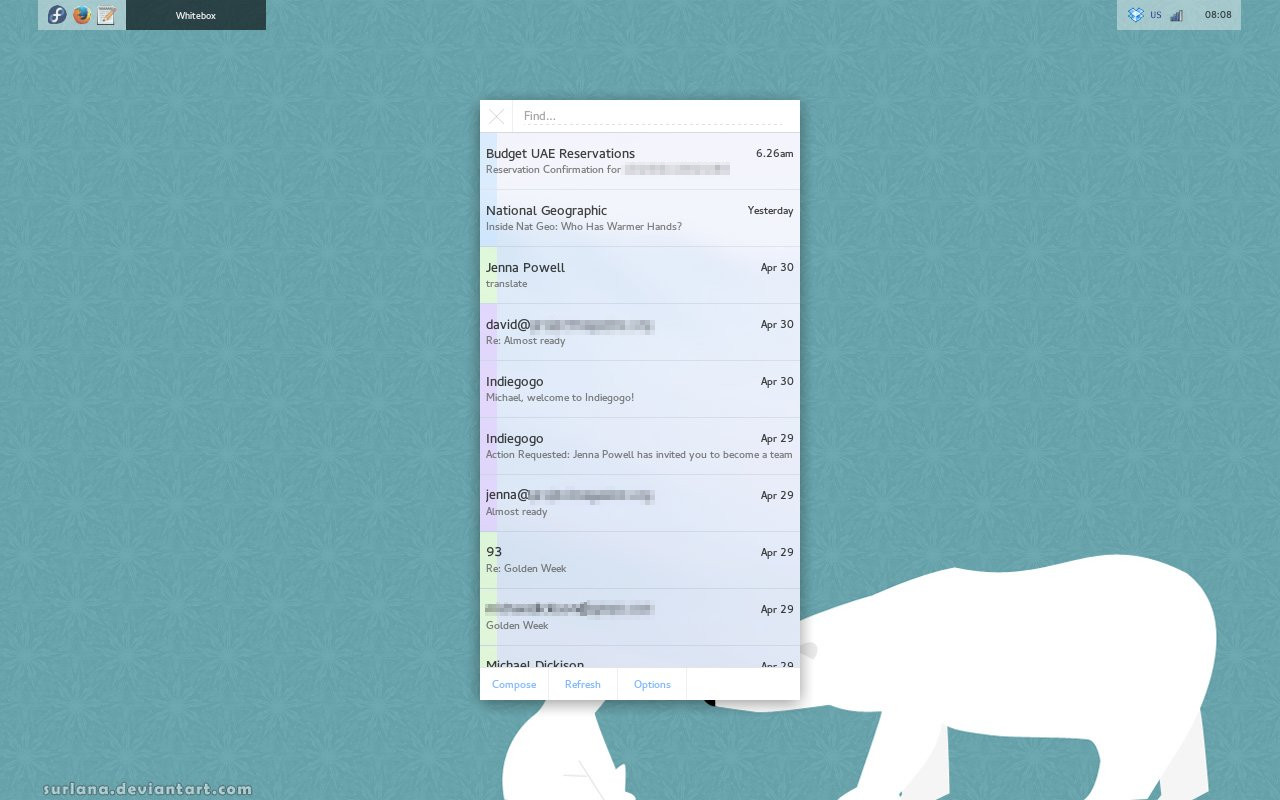 Whitebox
US
08:08
Find...
Budget UAE Reservations 6.26am
Reservation Confirmation for
National Geographic Yesterday
Inside Nat Geo: Who Has Warmer Hands?
Jenna Powell Apr 30
translate
david@ Apr 30
Re: Almost ready
Indiegogo Apr 30
Michael, welcome to Indiegogo!
Indiegogo Apr 29
Action Requested: Jenna Powell has invited you to become a team
jenna@ Apr 29
Almost ready
93 Apr 29
Re: Golden Week
Apr 29
Golden Week
Michael Dickison Apr 29
Compose Refresh Options
surlana.deviantart.com